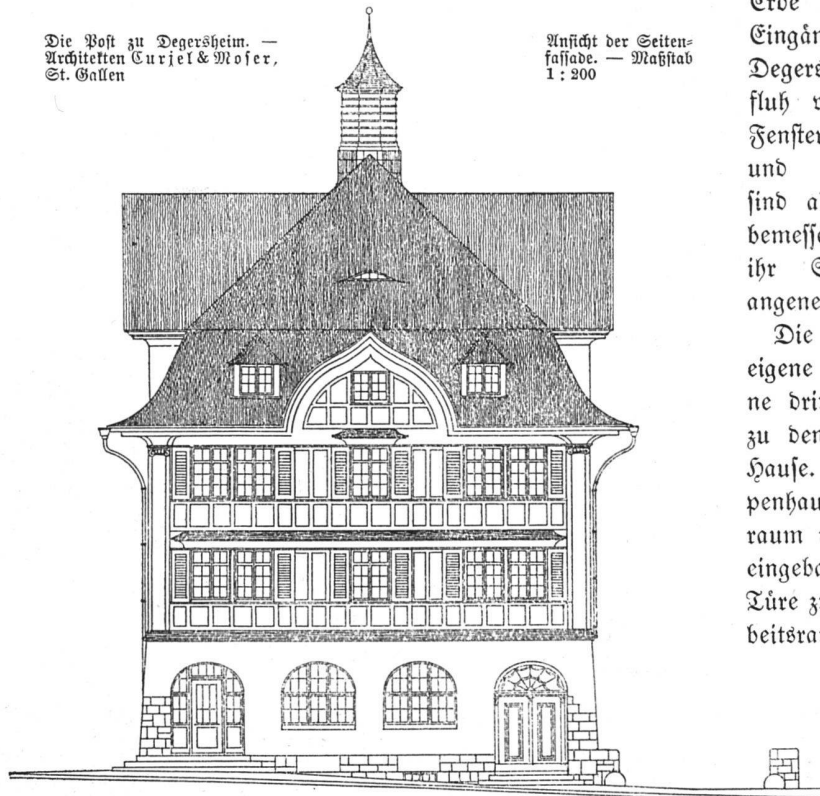 Die Post zu Degersheim. —
Architekten Curjel & Moser,
St. Gallen
Ansicht der Seiten=
fassade. — Maßstab
1 : 200
Erde
Eingän
Degers
fluh v
Fenster
und
sind a
bemesse
ihr S
angene
Die
eigene
ne dri
zu den
Hause.
penhau
raum
eingeba
Türe z
beitsra